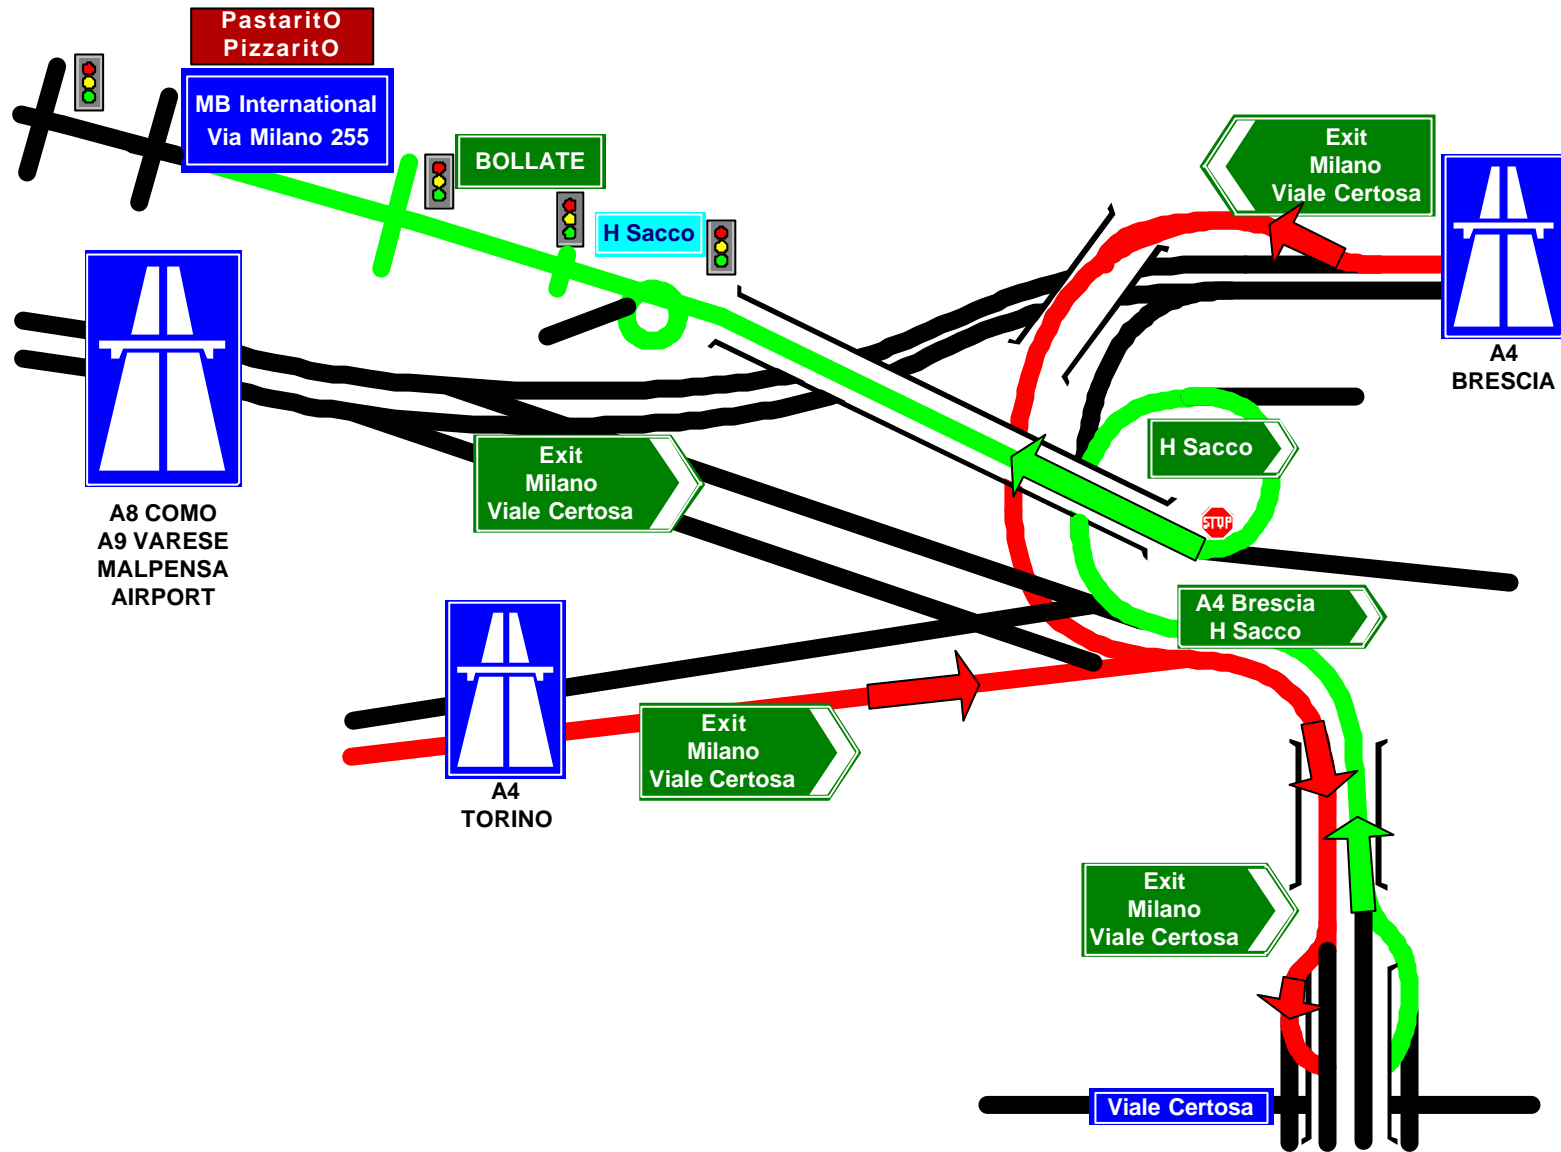 PastaritO
PizzaritO
MB International
Via Milano 255
BOLLATE
H Sacco
Exit
Milano
Viale Certosa
A4
BRESCIA
H Sacco
STOP
Exit
Milano
Viale Certosa
A8 COMO
A9 VARESE
MALPENSA
AIRPORT
A4 Brescia
H Sacco
Exit
Milano
Viale Certosa
A4
TORINO
Exit
Milano
Viale Certosa
Viale Certosa